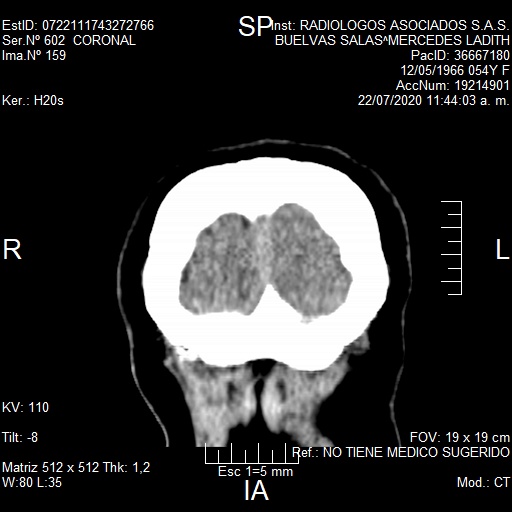 EstID: 0722111743272766
Ser.Nº 602 CORONAL
Ima.Nº 159
Ker.: H20s
SP
Inst: RADIOLOGOS ASOCIADOS S.A.S.
BUELVAS SALAS^MERCEDES LADITH
PacID: 36667180
12/05/1966 054Y F
AccNum: 19214901
22/07/2020 11:44:03 a. m.
R
L
KV: 110
Tilt: -8
Matriz 512 x 512 Thk: 1,2
W:80 L:35
Esc 1=5 mm
IA
FOV: 19 x 19 cm
Ref.: NO TIENE MEDICO SUGERIDO
Mod.: CT